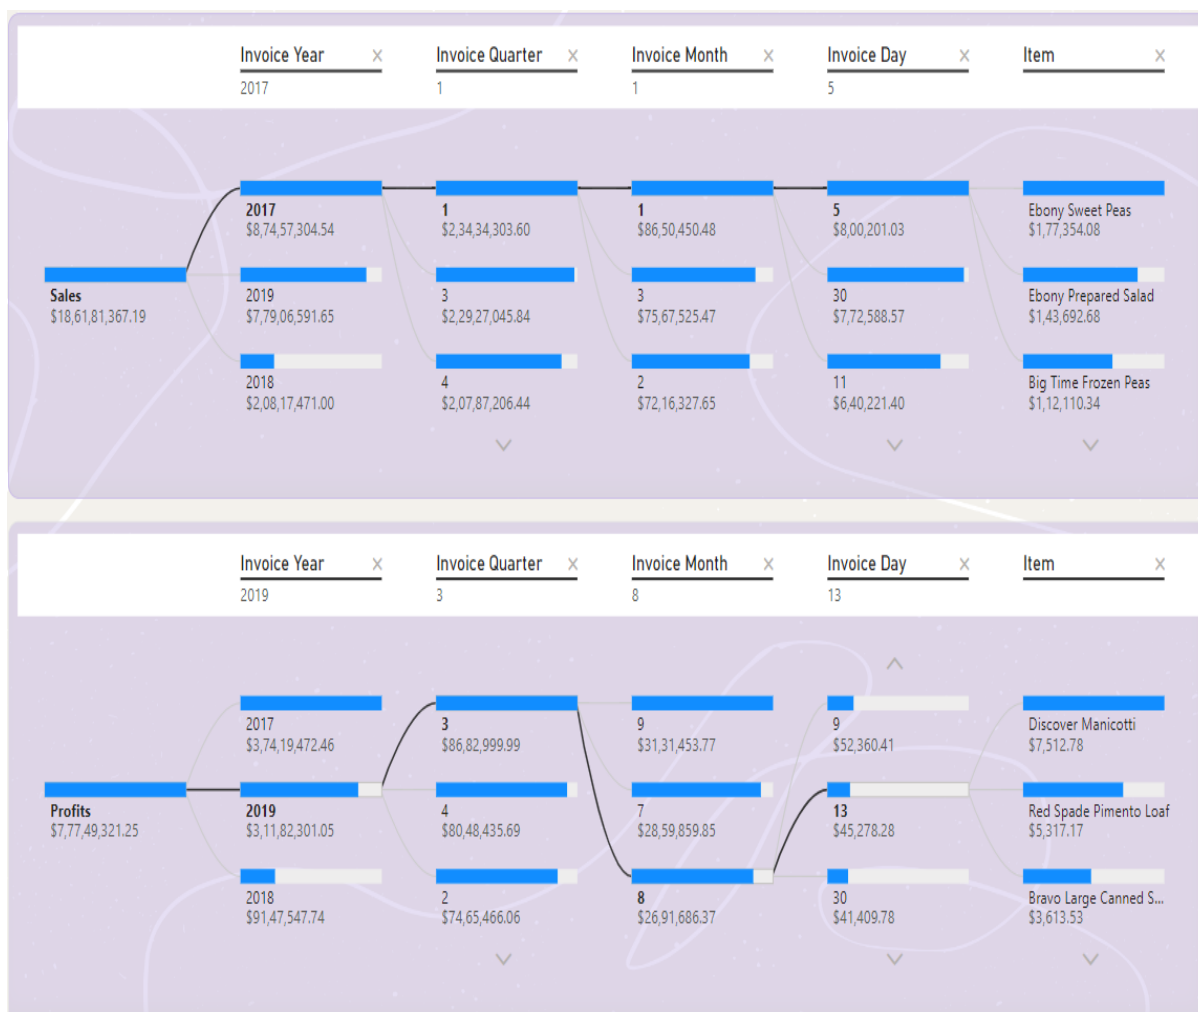 Invoice Year × Invoice Quarter × Invoice Month × Invoice Day × Item ×
2017 1 1 5
2017 1 1 5 Ebony Sweet Peas
$8,74,57,304.54 $2,34,34,303.60 $86,50,450.48 $8,00,201.03 $1,77,354.08
Sales 2019 3 3 30 Ebony Prepared Salad
$18,61,81,367.19 $7,79,06,591.65 $2,29,27,045.84 $75,67,525.47 $7,72,588.57 $1,43,692.68
2018 4 2 11 Big Time Frozen Peas
$2,08,17,471.00 $2,07,87,206.44 $72,16,327.65 $6,40,221.40 $1,12,110.34
Invoice Year × Invoice Quarter × Invoice Month × Invoice Day × Item ×
2019 3 8 13
2017 3 9 9 Discover Manicotti
$3,74,19,472.46 $86,82,999.99 $31,31,453.77 $52,360.41 $7,512.78
Profits 2019 4 7 13 Red Spade Pimento Loaf
$7,77,49,321.25 $3,11,82,301.05 $80,48,435.69 $28,59,859.85 $45,278.28 $5,317.17
2018 2 8 30 Bravo Large Canned S...
$91,47,547.74 $74,65,466.06 $26,91,686.37 $41,409.78 $3,613.53